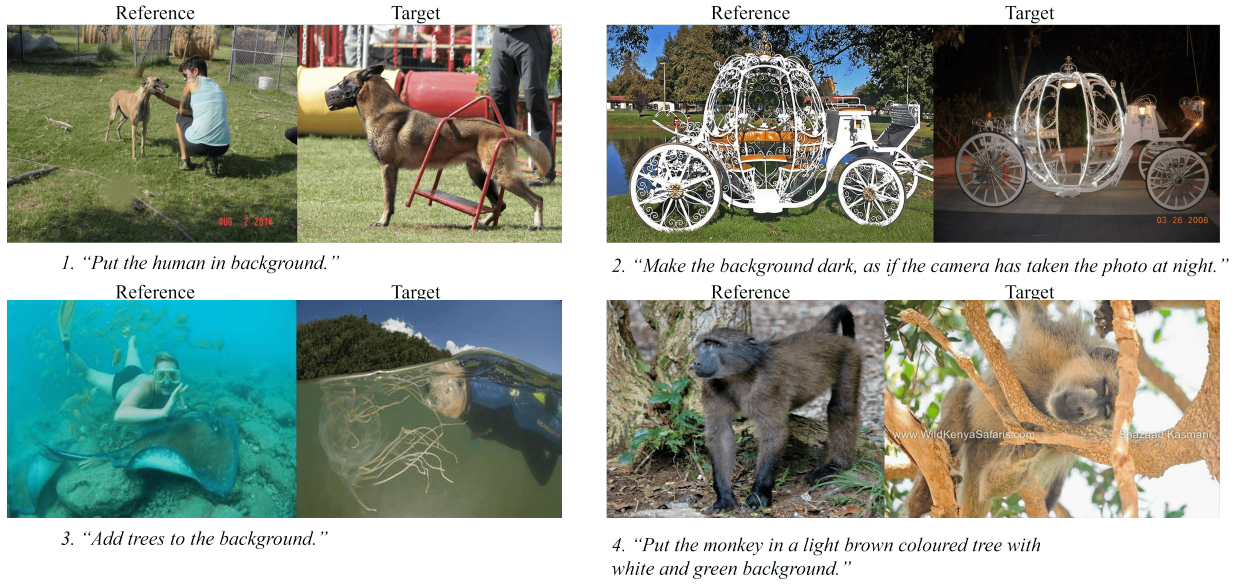 Reference Target
Reference Target
AUG. 2 2014
03 26 2008
1. “Put the human in background.”
2. “Make the background dark, as if the camera has taken the photo at night.”
Reference Target
Reference Target
www.WildKenyaSafaris.com
Shazaad Kasmani
3. “Add trees to the background.”
4. “Put the monkey in a light brown coloured tree with
white and green background.”